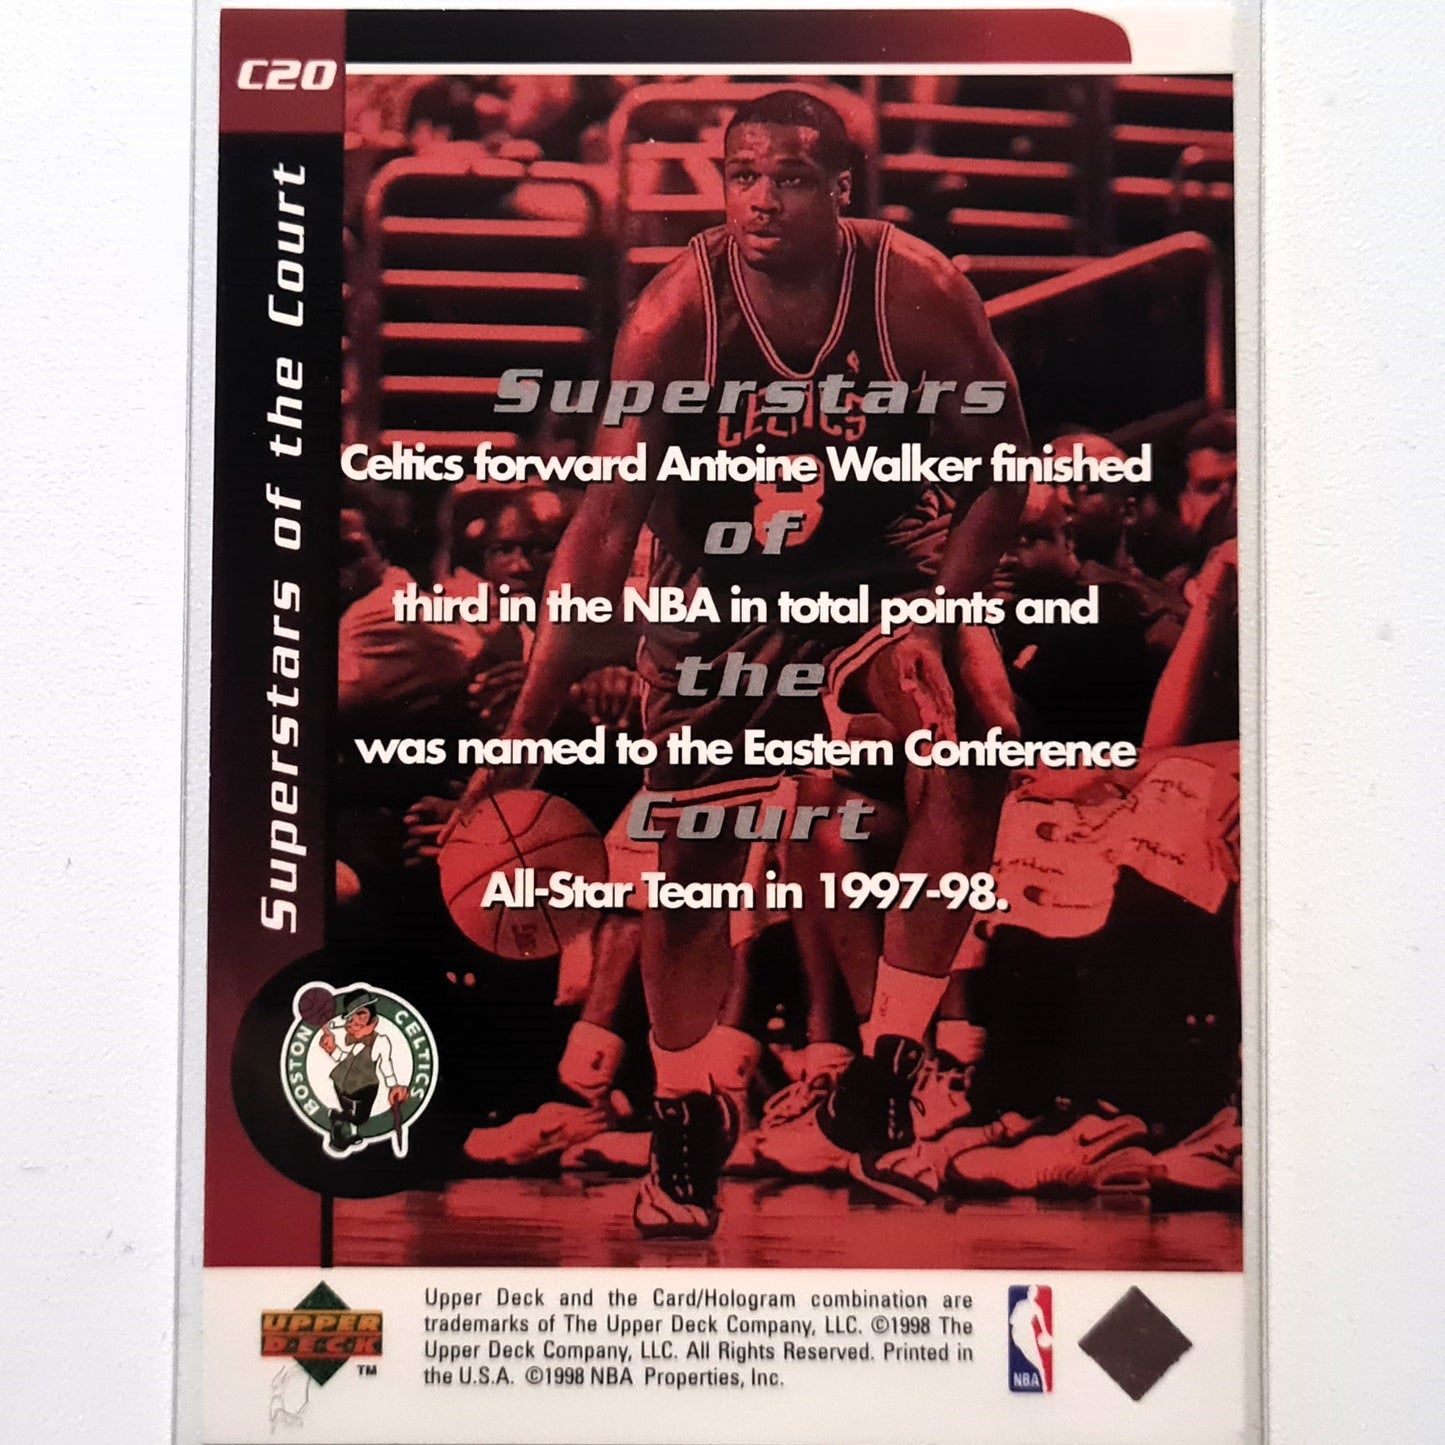 C20
Superstars of the Court
Superstars
CELTICS
Celtics forward Antoine Walker finished
8
of
third in the NBA in total points and
the
was named to the Eastern Conference
Court
All-Star Team in 1997-98.
BOSTON CELTICS
UPPER
DECK
TM
Upper Deck and the Card/Hologram combination are
trademarks of The Upper Deck Company, LLC. ©1998 The
Upper Deck Company, LLC. All Rights Reserved. Printed in
the U.S.A. ©1998 NBA Properties, Inc.
NBA